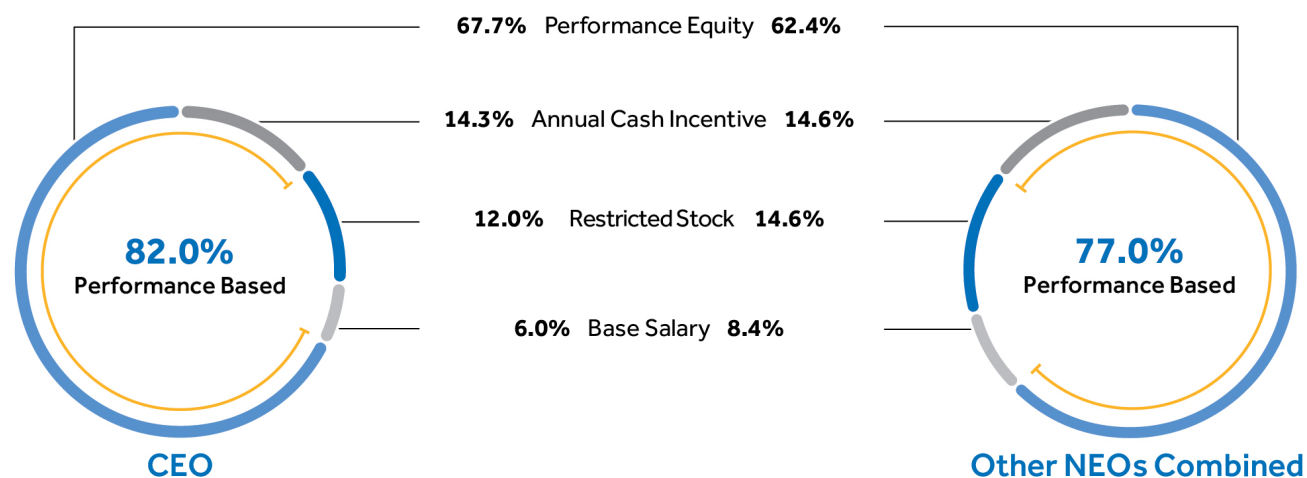 67.7% Performance Equity 62.4%
14.3% Annual Cash Incentive 14.6%
12.0% Restricted Stock 14.6%
82.0%
Performance Based
77.0%
Performance Based
6.0% Base Salary 8.4%
CEO
Other NEOs Combined